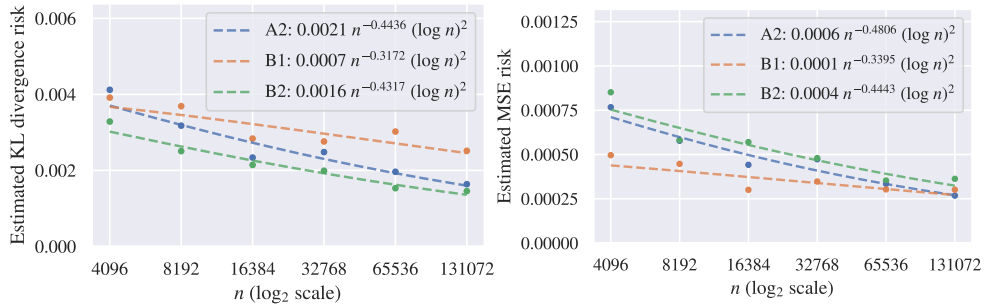 Estimated KL divergence risk
0.006
0.004
0.002
0.000
A2: 0.0021 n^{-0.4436} (log n)^2
B1: 0.0007 n^{-0.3172} (log n)^2
B2: 0.0016 n^{-0.4317} (log n)^2
4096 8192 16384 32768 65536 131072
n (log_2 scale)
Estimated MSE risk
0.00125
0.00100
0.00075
0.00050
0.00025
0.00000
A2: 0.0006 n^{-0.4806} (log n)^2
B1: 0.0001 n^{-0.3395} (log n)^2
B2: 0.0004 n^{-0.4443} (log n)^2
4096 8192 16384 32768 65536 131072
n (log_2 scale)